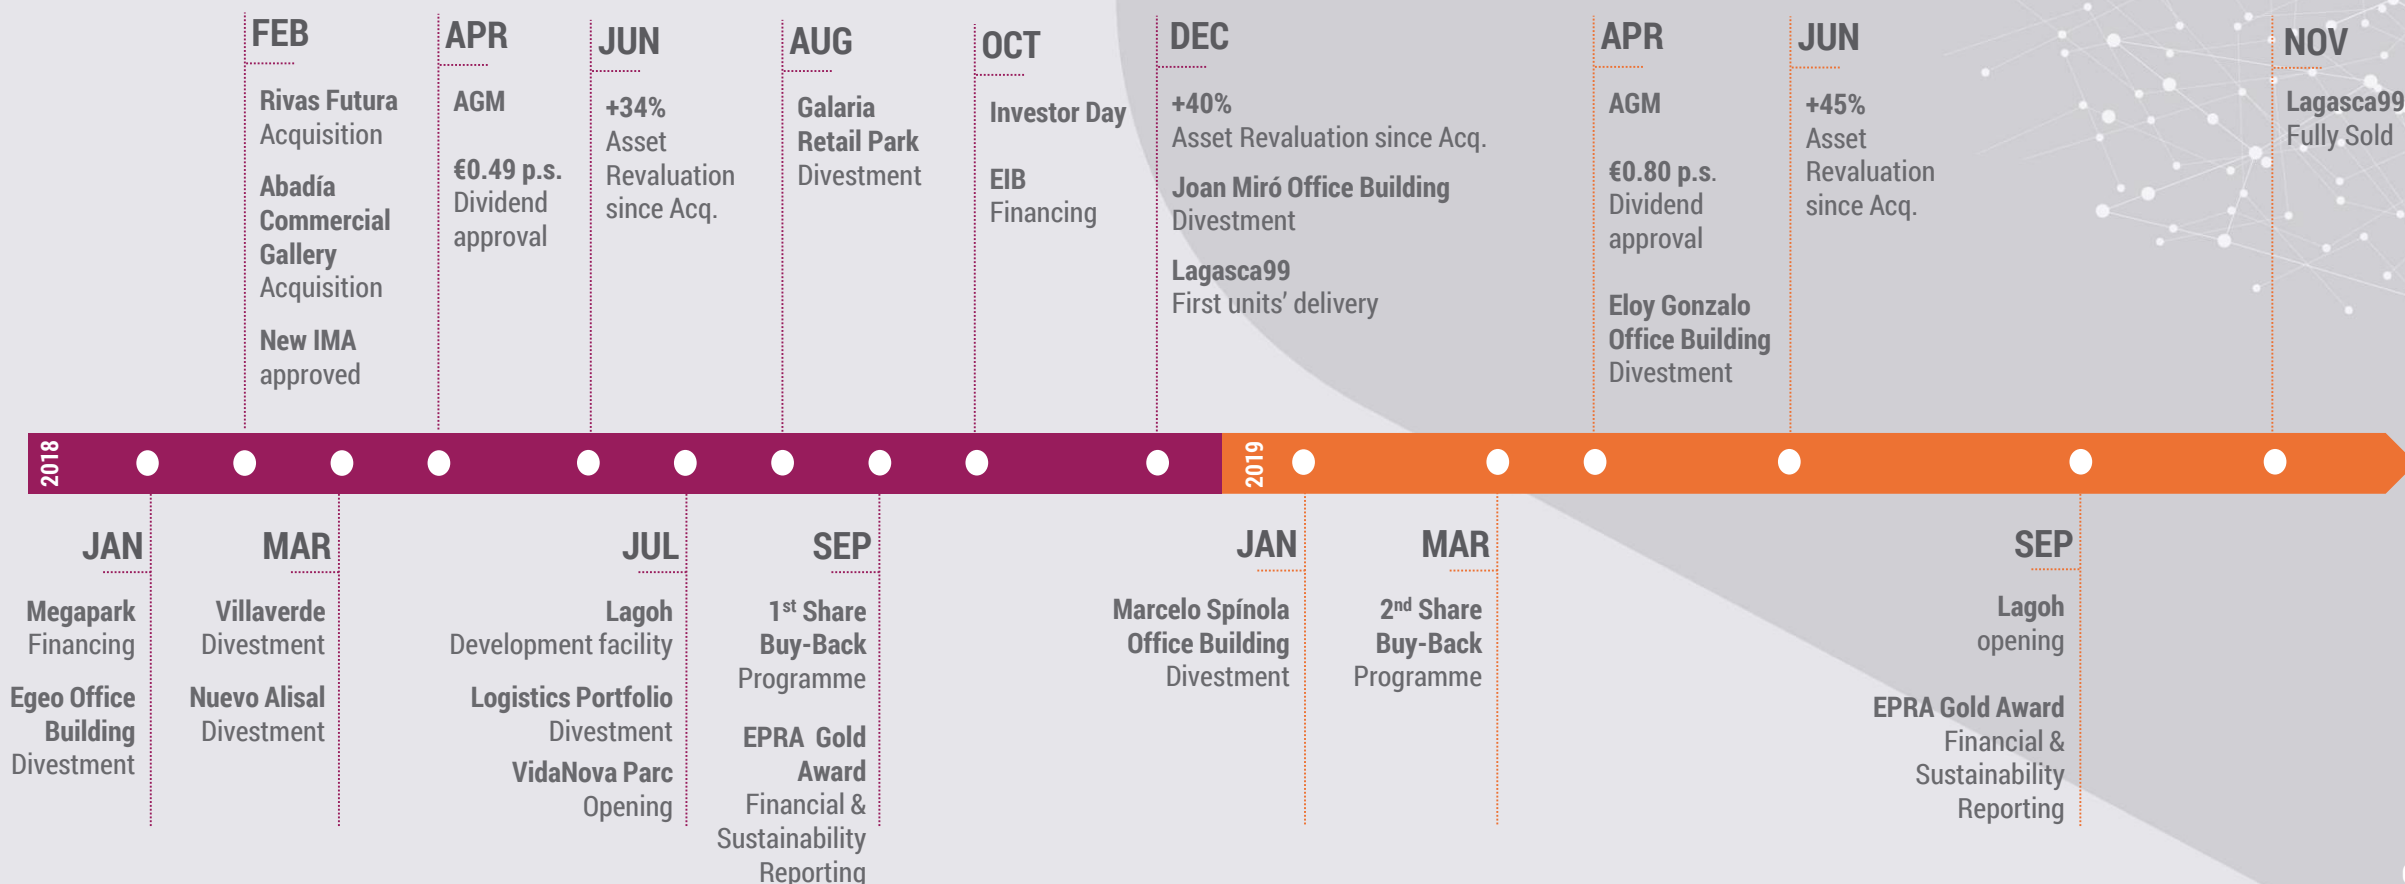 FEB
Rivas Futura
Acquisition
Abadía
Commercial
Gallery
Acquisition
New IMA
approved
APR
AGM
€0.49 p.s.
Dividend
approval
JUN
+34%
Asset
Revaluation
since Acq.
AUG
Galaria
Retail Park
Divestment
OCT
Investor Day
EIB
Financing
DEC
+40%
Asset Revaluation since Acq.
Joan Miró Office Building
Divestment
Lagasca99
First units’ delivery
APR
AGM
€0.80 p.s.
Dividend
approval
Eloy Gonzalo
Office Building
Divestment
JUN
+45%
Asset
Revaluation
since Acq.
NOV
Lagasca99
Fully Sold
2018
2019
JAN
Megapark
Financing
Egeo Office
Building
Divestment
MAR
Villaverde
Divestment
Nuevo Alisal
Divestment
JUL
Lagoh
Development facility
Logistics Portfolio
Divestment
VidaNova Parc
Opening
SEP
1st Share
Buy-Back
Programme
EPRA Gold
Award
Financial &
Sustainability
Reporting
JAN
Marcelo Spínola
Office Building
Divestment
MAR
2nd Share
Buy-Back
Programme
SEP
Lagoh
opening
EPRA Gold Award
Financial &
Sustainability
Reporting